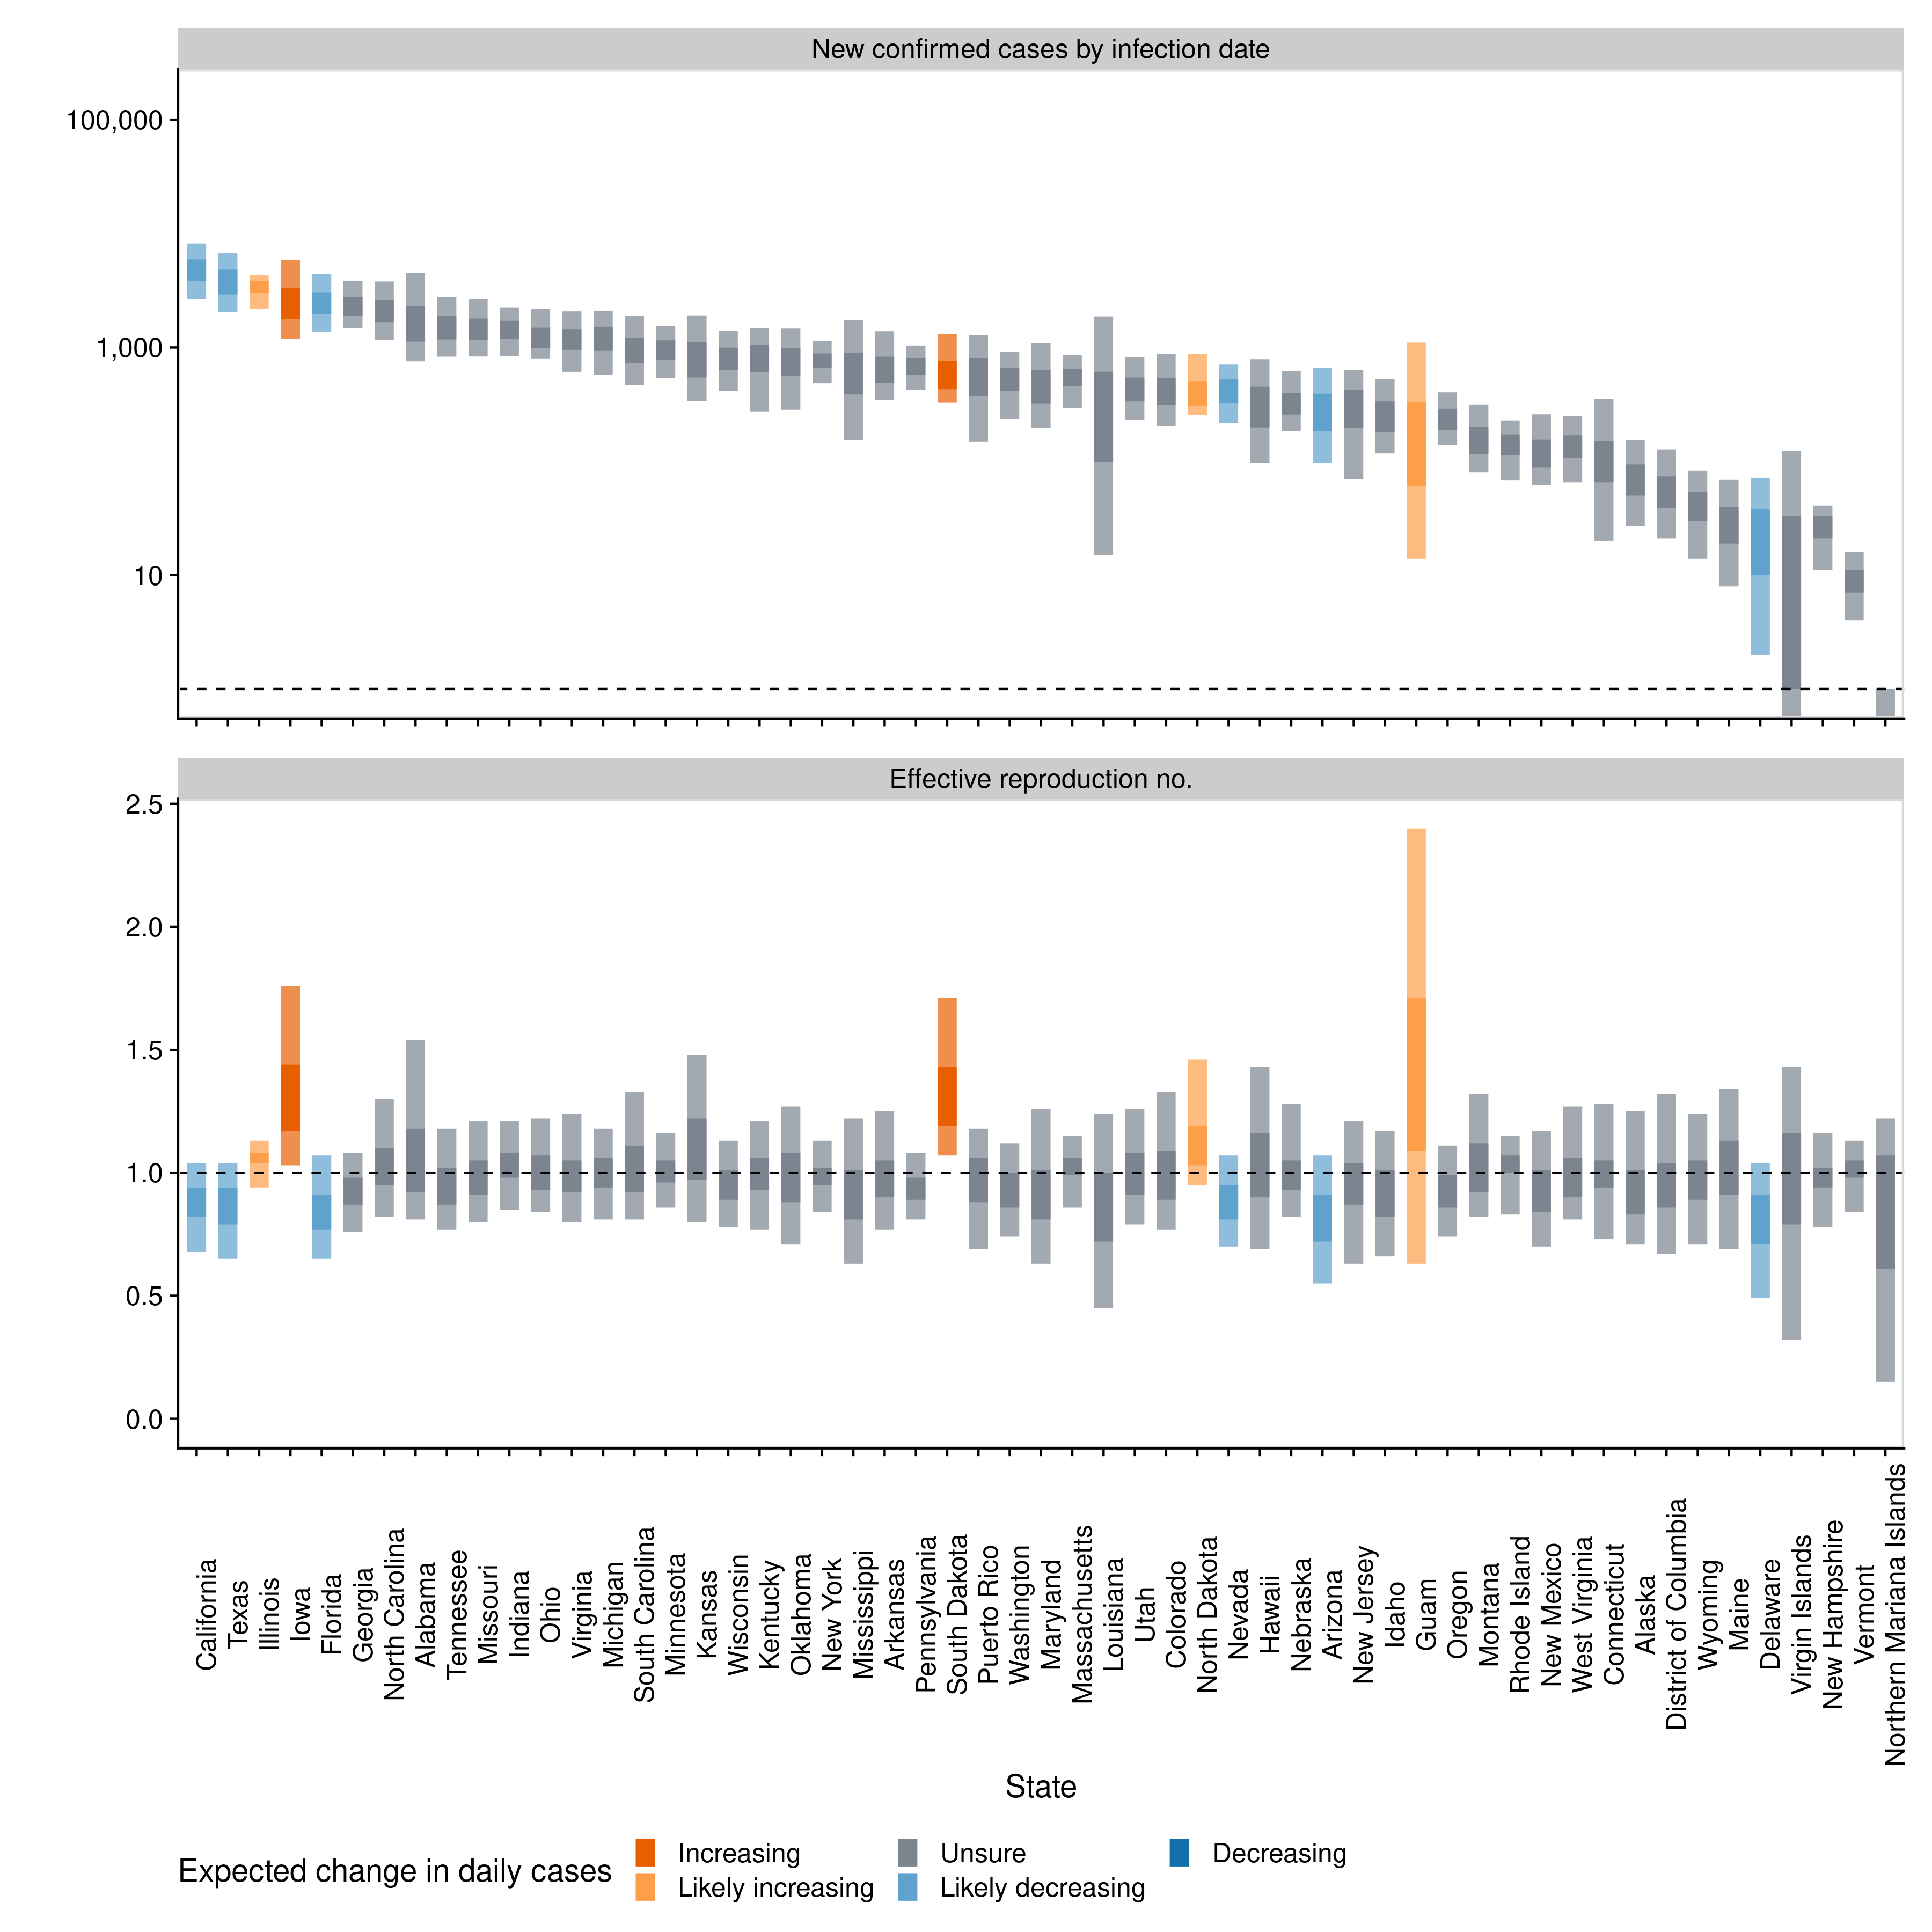 New confirmed cases by infection date
100,000
1,000
10
Effective reproduction no.
2.5
2.0
1.5
1.0
0.5
0.0
California
Texas
Illinois
Iowa
Florida
Georgia
North Carolina
Alabama
Tennessee
Missouri
Indiana
Ohio
Virginia
Michigan
South Carolina
Minnesota
Kansas
Wisconsin
Kentucky
Oklahoma
New York
Mississippi
Arkansas
Pennsylvania
South Dakota
Puerto Rico
Washington
Maryland
Massachusetts
Louisiana
Utah
Colorado
North Dakota
Nevada
Hawaii
Nebraska
Arizona
New Jersey
Idaho
Guam
Oregon
Montana
Rhode Island
New Mexico
West Virginia
Connecticut
Alaska
District of Columbia
Wyoming
Maine
Delaware
Virgin Islands
New Hampshire
Vermont
Northern Mariana Islands
State
Expected change in daily cases
Increasing
Unsure
Decreasing
Likely increasing
Likely decreasing